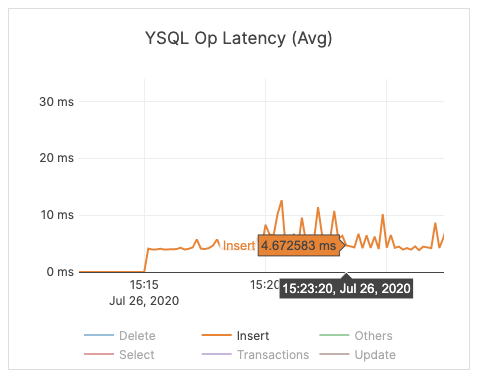 YSQL Op Latency (Avg)
30 ms
20 ms
10 ms
Insert 4.672583 ms
0 ms
15:15
15:20
Jul 26, 2020
15:23:20, Jul 26, 2020
Delete
Insert
Others
Select
Transactions
Update